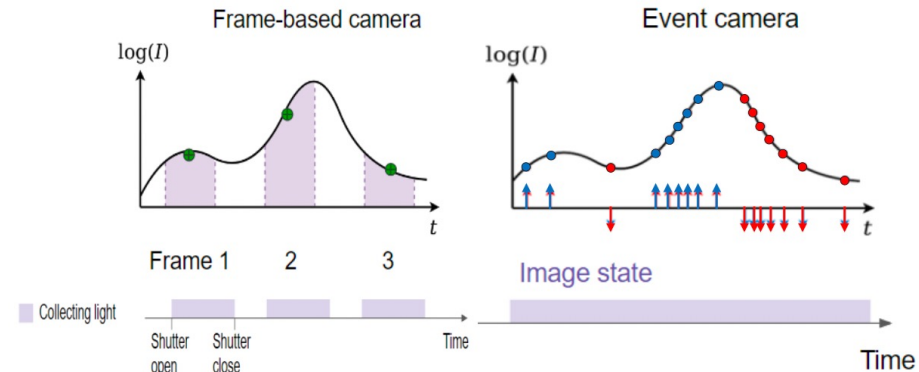 Frame-based camera
log(I)
t
Frame 1 2 3
Collecting light
Shutter open
Shutter close
Time
Event camera
log(I)
t
Image state
Time